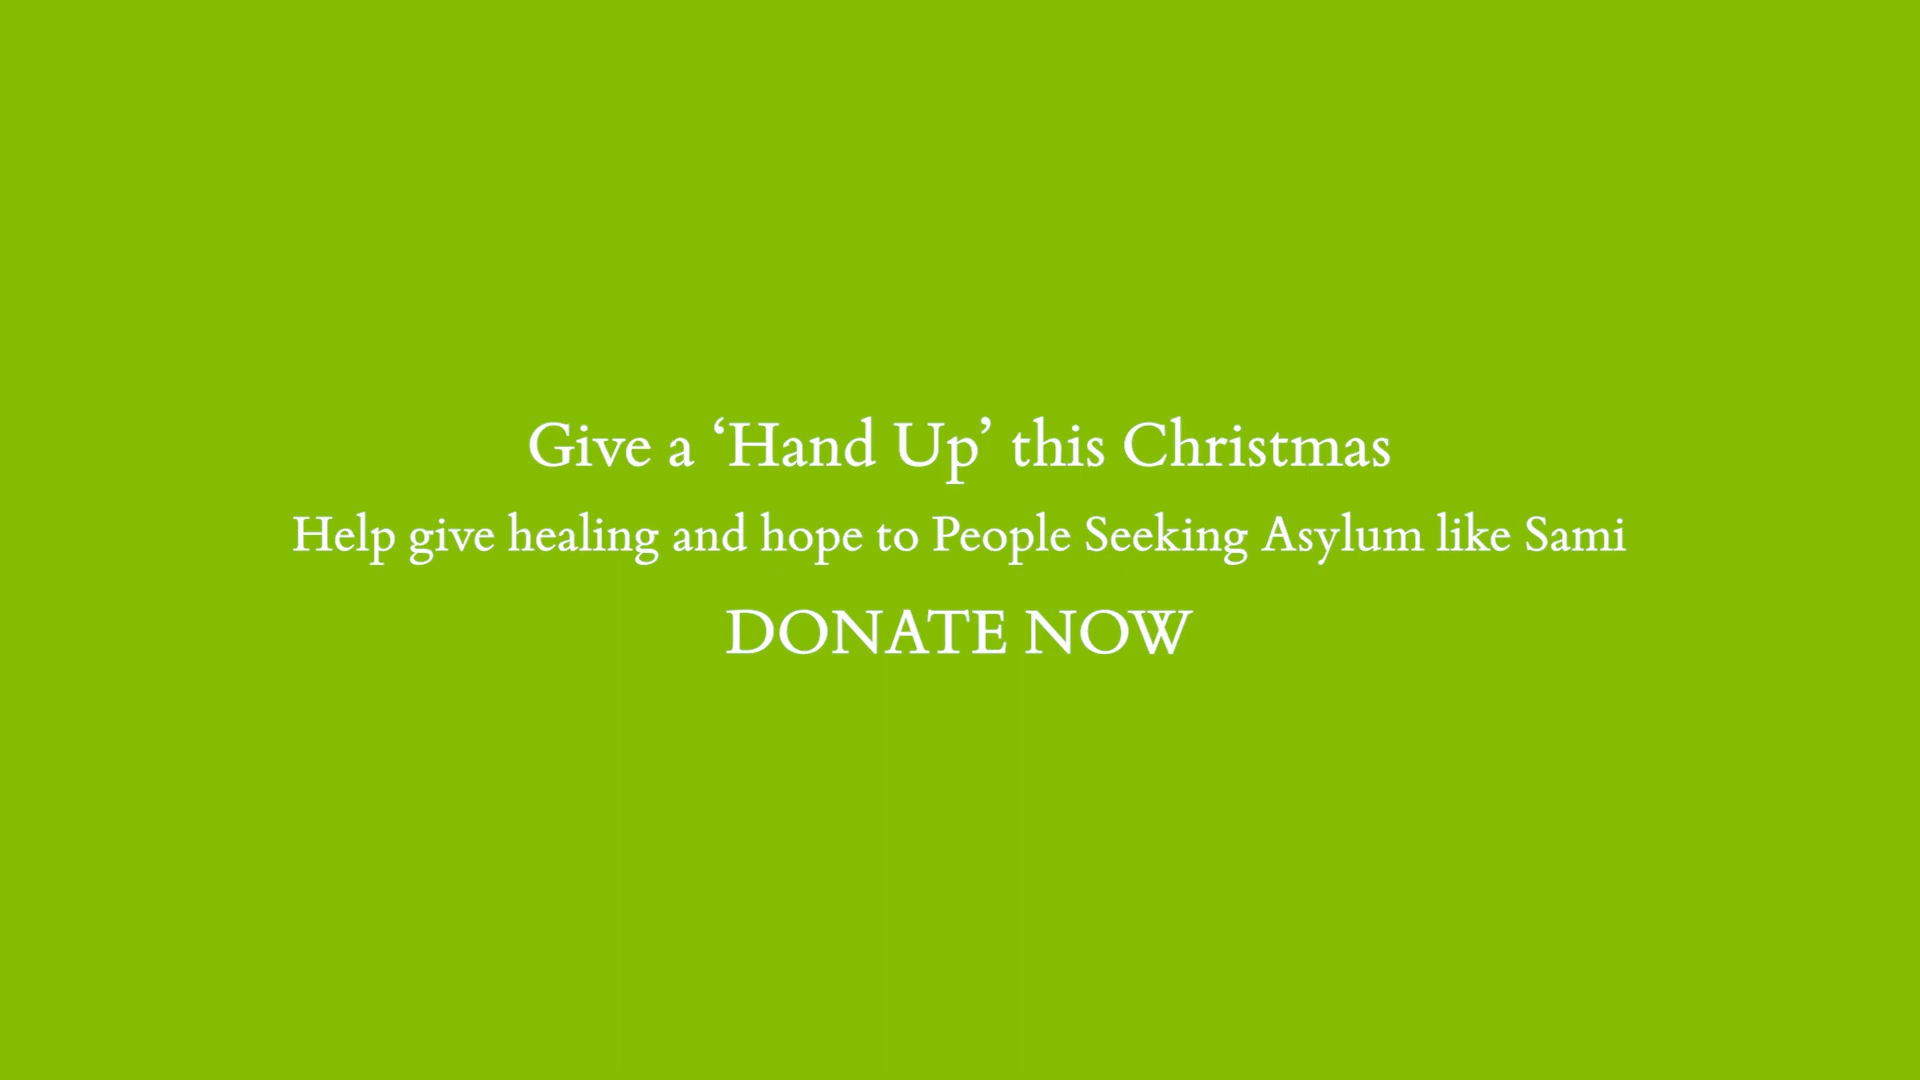 Give a ‘Hand Up’ this Christmas
Help give healing and hope to People Seeking Asylum like Sami
DONATE NOW